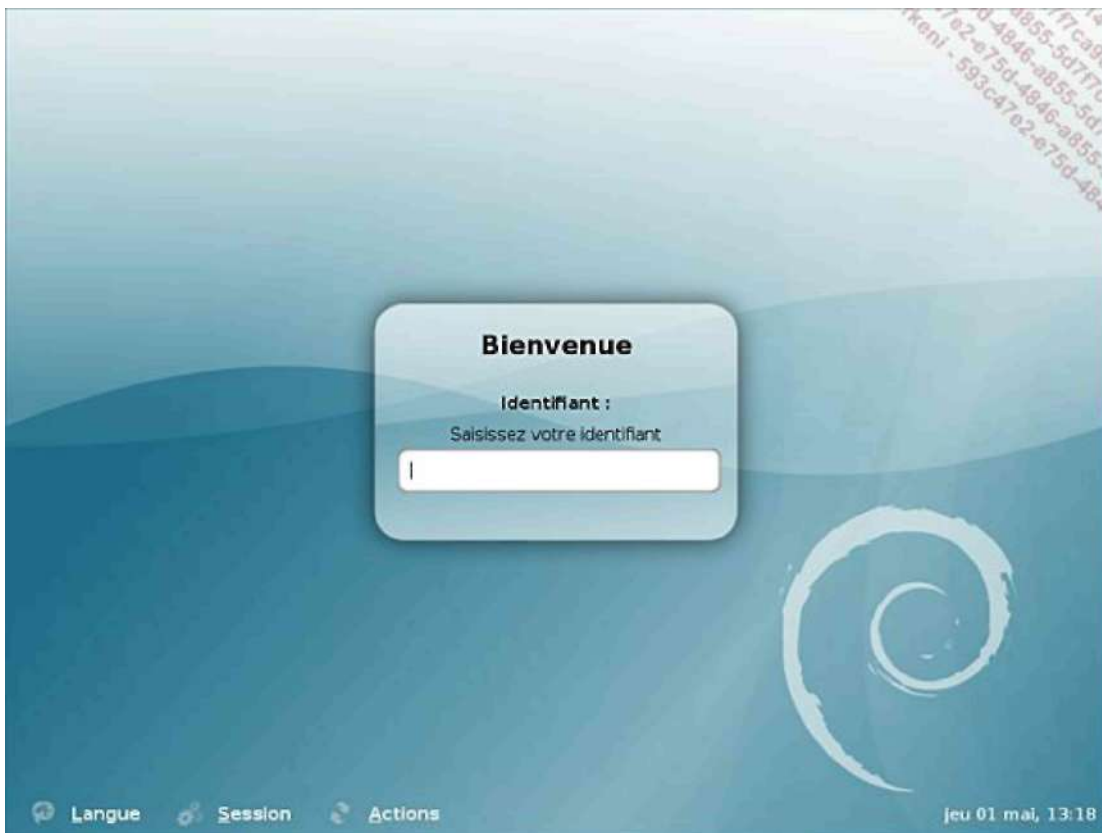 Bienvenue
Identifiant :
Saisissez votre identifiant
Langue
Session
Actions
jeu 01 mai, 13:18